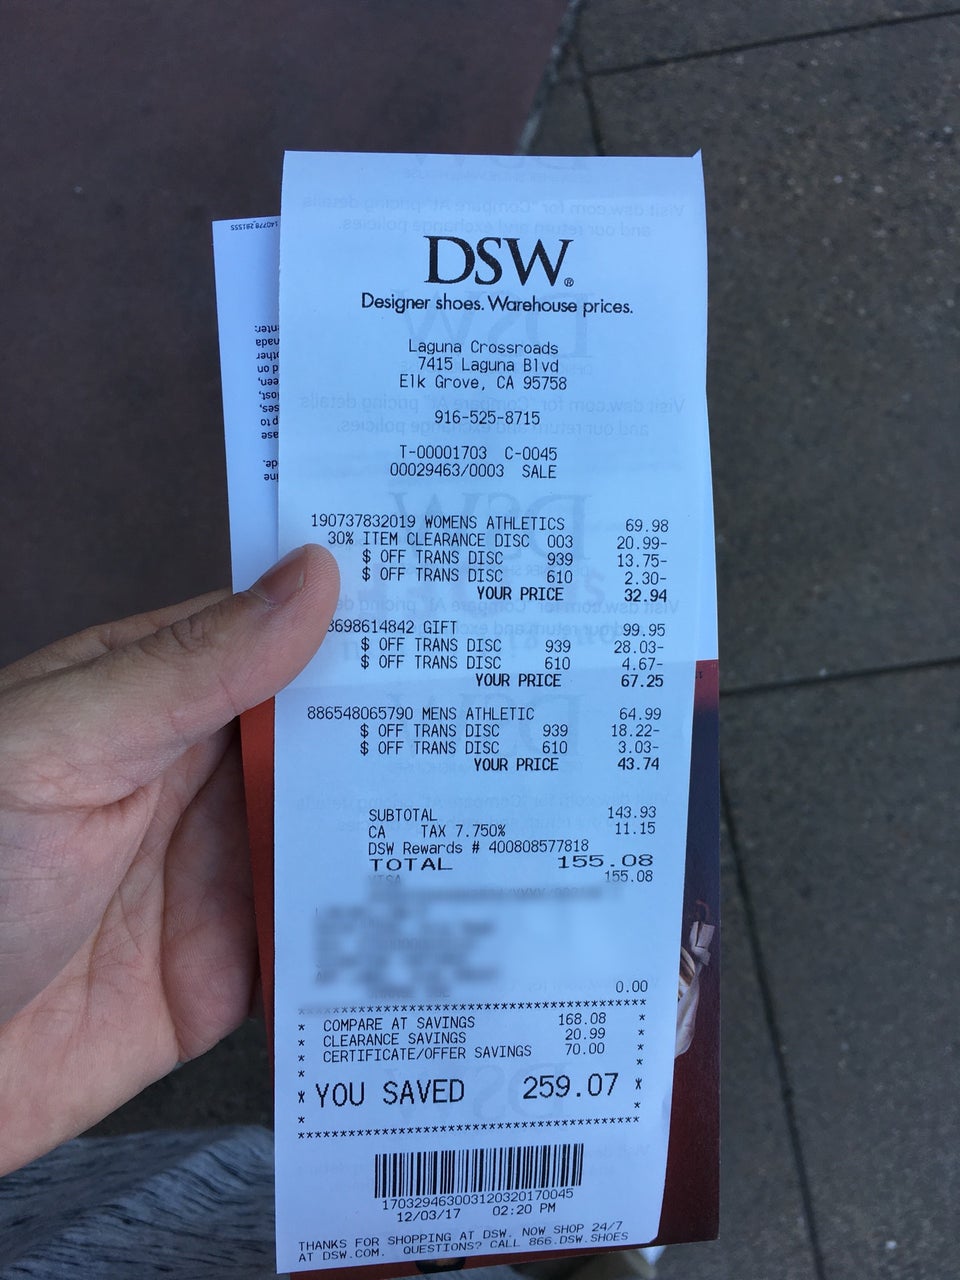 DSW®
Designer shoes. Warehouse prices.
Laguna Crossroads
7415 Laguna Blvd
Elk Grove, CA 95758
916-525-8715
T-00001703 C-0045
00029463/0003 SALE
190737832019 WOMENS ATHLETICS 69.98
30% ITEM CLEARANCE DISC 003 20.99-
$ OFF TRANS DISC 939 13.75-
$ OFF TRANS DISC 610 2.30-
YOUR PRICE 32.94
8698614842 GIFT 99.95
$ OFF TRANS DISC 939 28.03-
$ OFF TRANS DISC 610 4.67-
YOUR PRICE 67.25
886548065790 MENS ATHLETIC 64.99
$ OFF TRANS DISC 939 18.22-
$ OFF TRANS DISC 610 3.03-
YOUR PRICE 43.74
SUBTOTAL 143.93
CA TAX 7.750% 11.15
DSW Rewards # 400808577818
TOTAL 155.08
VISA 155.08
0.00
***
* COMPARE AT SAVINGS 168.08 *
* CLEARANCE SAVINGS 20.99 *
* CERTIFICATE/OFFER SAVINGS 70.00 *
* YOU SAVED 259.07 *
***
170329463003120320170045
12/03/17 02:20 PM
THANKS FOR SHOPPING AT DSW. NOW SHOP 24/7
AT DSW.COM. QUESTIONS? CALL 866.DSW.SHOES